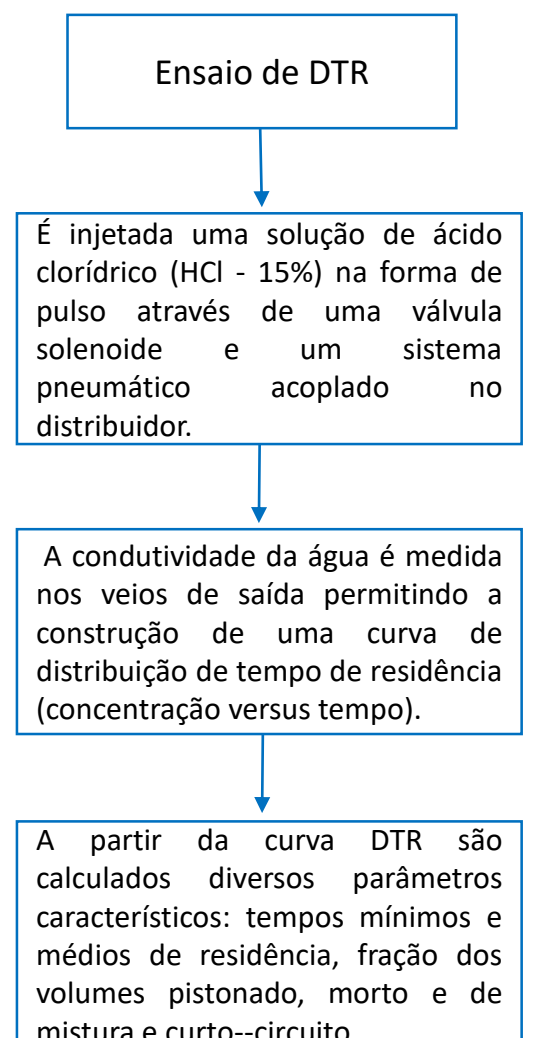 Ensaio de DTR
É injetada uma solução de ácido
clorídrico (HCl - 15%) na forma de
pulso através de uma válvula
solenoide e um sistema
pneumático acoplado no
distribuidor.
A condutividade da água é medida
nos veios de saída permitindo a
construção de uma curva de
distribuição de tempo de residência
(concentração versus tempo).
A partir da curva DTR são
calculados diversos parâmetros
característicos: tempos mínimos e
médios de residência, fração dos
volumes pistonado, morto e de
mistura e curto--circuito